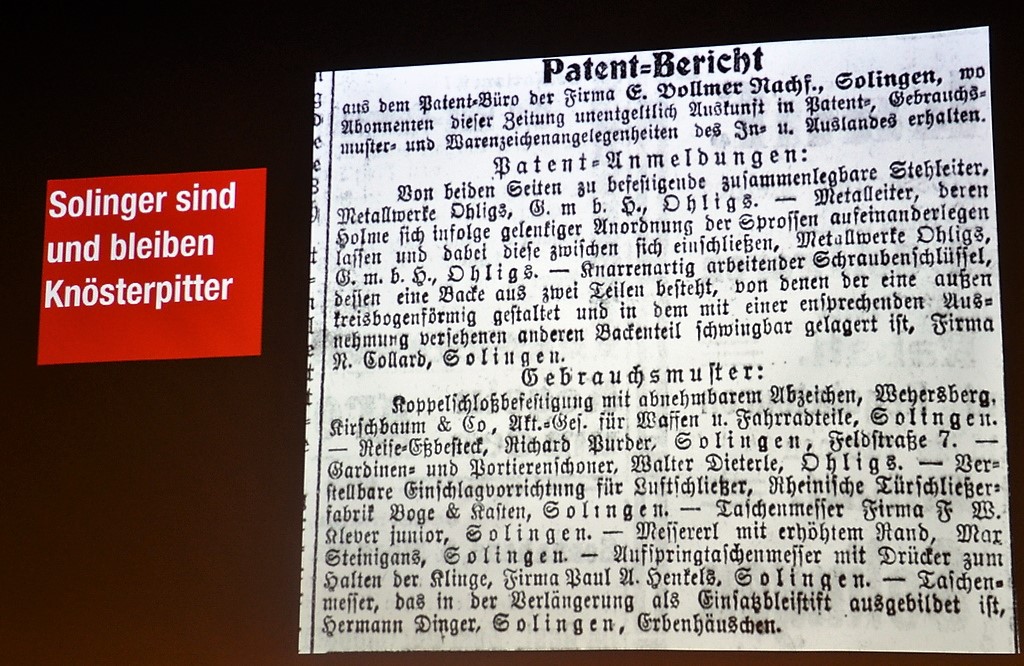 Solinger sind
und bleiben
Knösterpitter
Patent=Bericht
aus dem Patent=Büro der Firma E. Vollmer Nachf., Solingen, wo
Abonnenten dieser Zeitung unentgeltlich Auskunft in Patent=, Gebrauchs=
muster= und Warenzeichenangelegenheiten des In= u. Auslandes erhalten.
Patent=Anmeldungen:
Von beiden Seiten zu befestigende zusammenlegbare Stehleiter,
Metallwerke Ohligs, G. m b. H., Ohligs. — Metalleiter, deren
Holme sich infolge gelenkiger Anordnung der Sprossen aufeinanderlegen
lassen und dabei diese zwischen sich einschließen, Metallwerke Ohligs,
G. m. b. H., Ohligs. — Knarrenartig arbeitender Schraubenschlüssel,
dessen eine Backe aus zwei Teilen besteht, von denen der eine außen
kreisbogenförmig gestaltet und in dem mit einer ensprechenden Aus=
nehmung versehenen anderen Backenteil schwingbar gelagert ist, Firma
R. Collard, Solingen.
Gebrauchsmuster:
Koppelschloßbefestigung mit abnehmbarem Abzeichen, Weyersberg,
Kirschbaum & Co., Akt.=Ges. für Waffen u. Fahrradteile, Solingen.
— Reise=Eßbesteck, Richard Purder, Solingen, Feldstraße 7. —
Gardinen= und Portierenschoner, Walter Dieterle, Ohligs. — Ver=
stellbare Einschlagvorrichtung für Luftschließer, Rheinische Türschließer=
fabrik Boge & Kasten, Solingen. — Taschenmesser Firma F. W.
Kleber junior, Solingen. — Messererl mit erhöhtem Rand, Max
Steinigans, Solingen. — Aufspringtaschenmesser mit Drücker zum
Halten der Klinge, Firma Paul A. Henkels, Solingen. — Taschen=
messer, das in der Verlängerung als Einsatzbleistift ausgebildet ist,
Hermann Dinger, Solingen, Erbenhäuschen.